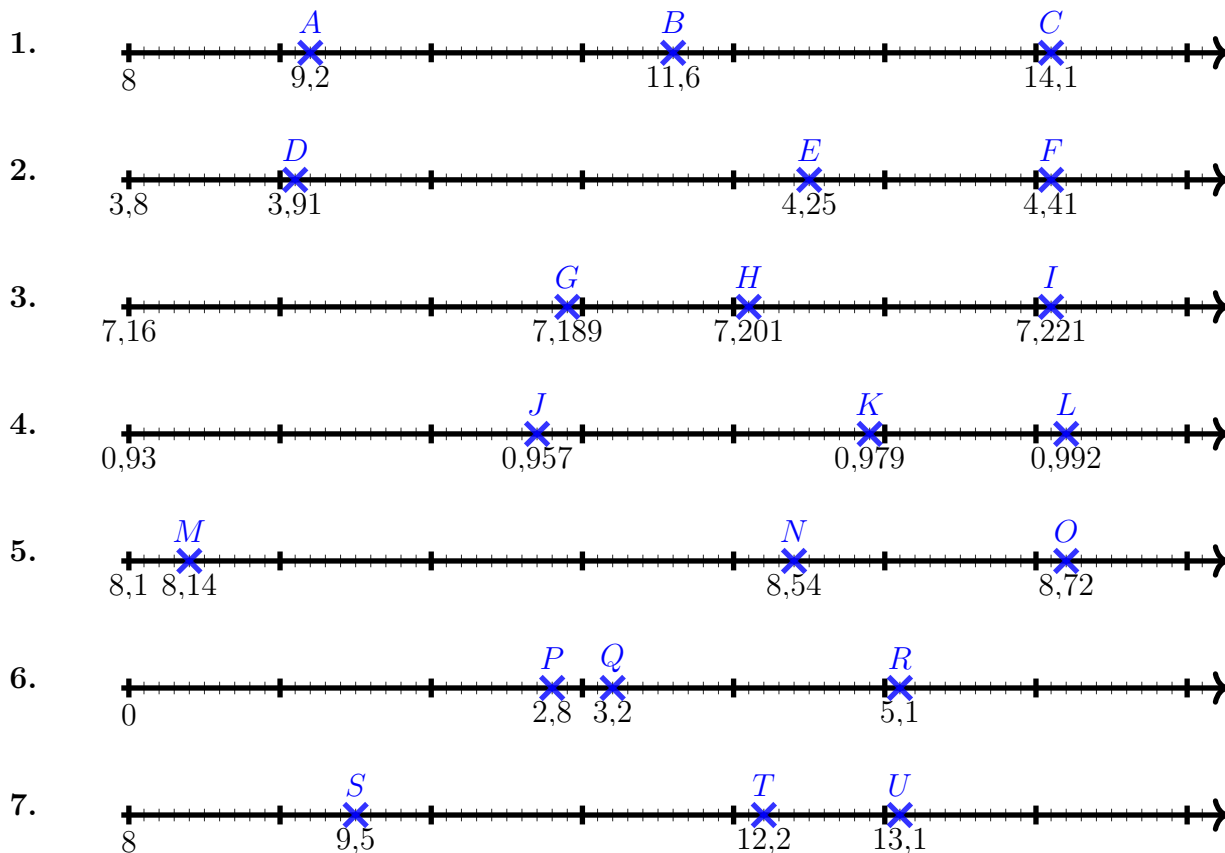 1. A B C
8 9,2 11,6 14,1
2. D E F
3,8 3,91 4,25 4,41
3. G H I
7,16 7,189 7,201 7,221
4. J K L
0,93 0,957 0,979 0,992
5. M N O
8,1 8,14 8,54 8,72
6. P Q R
0 2,8 3,2 5,1
7. S T U
8 9,5 12,2 13,1